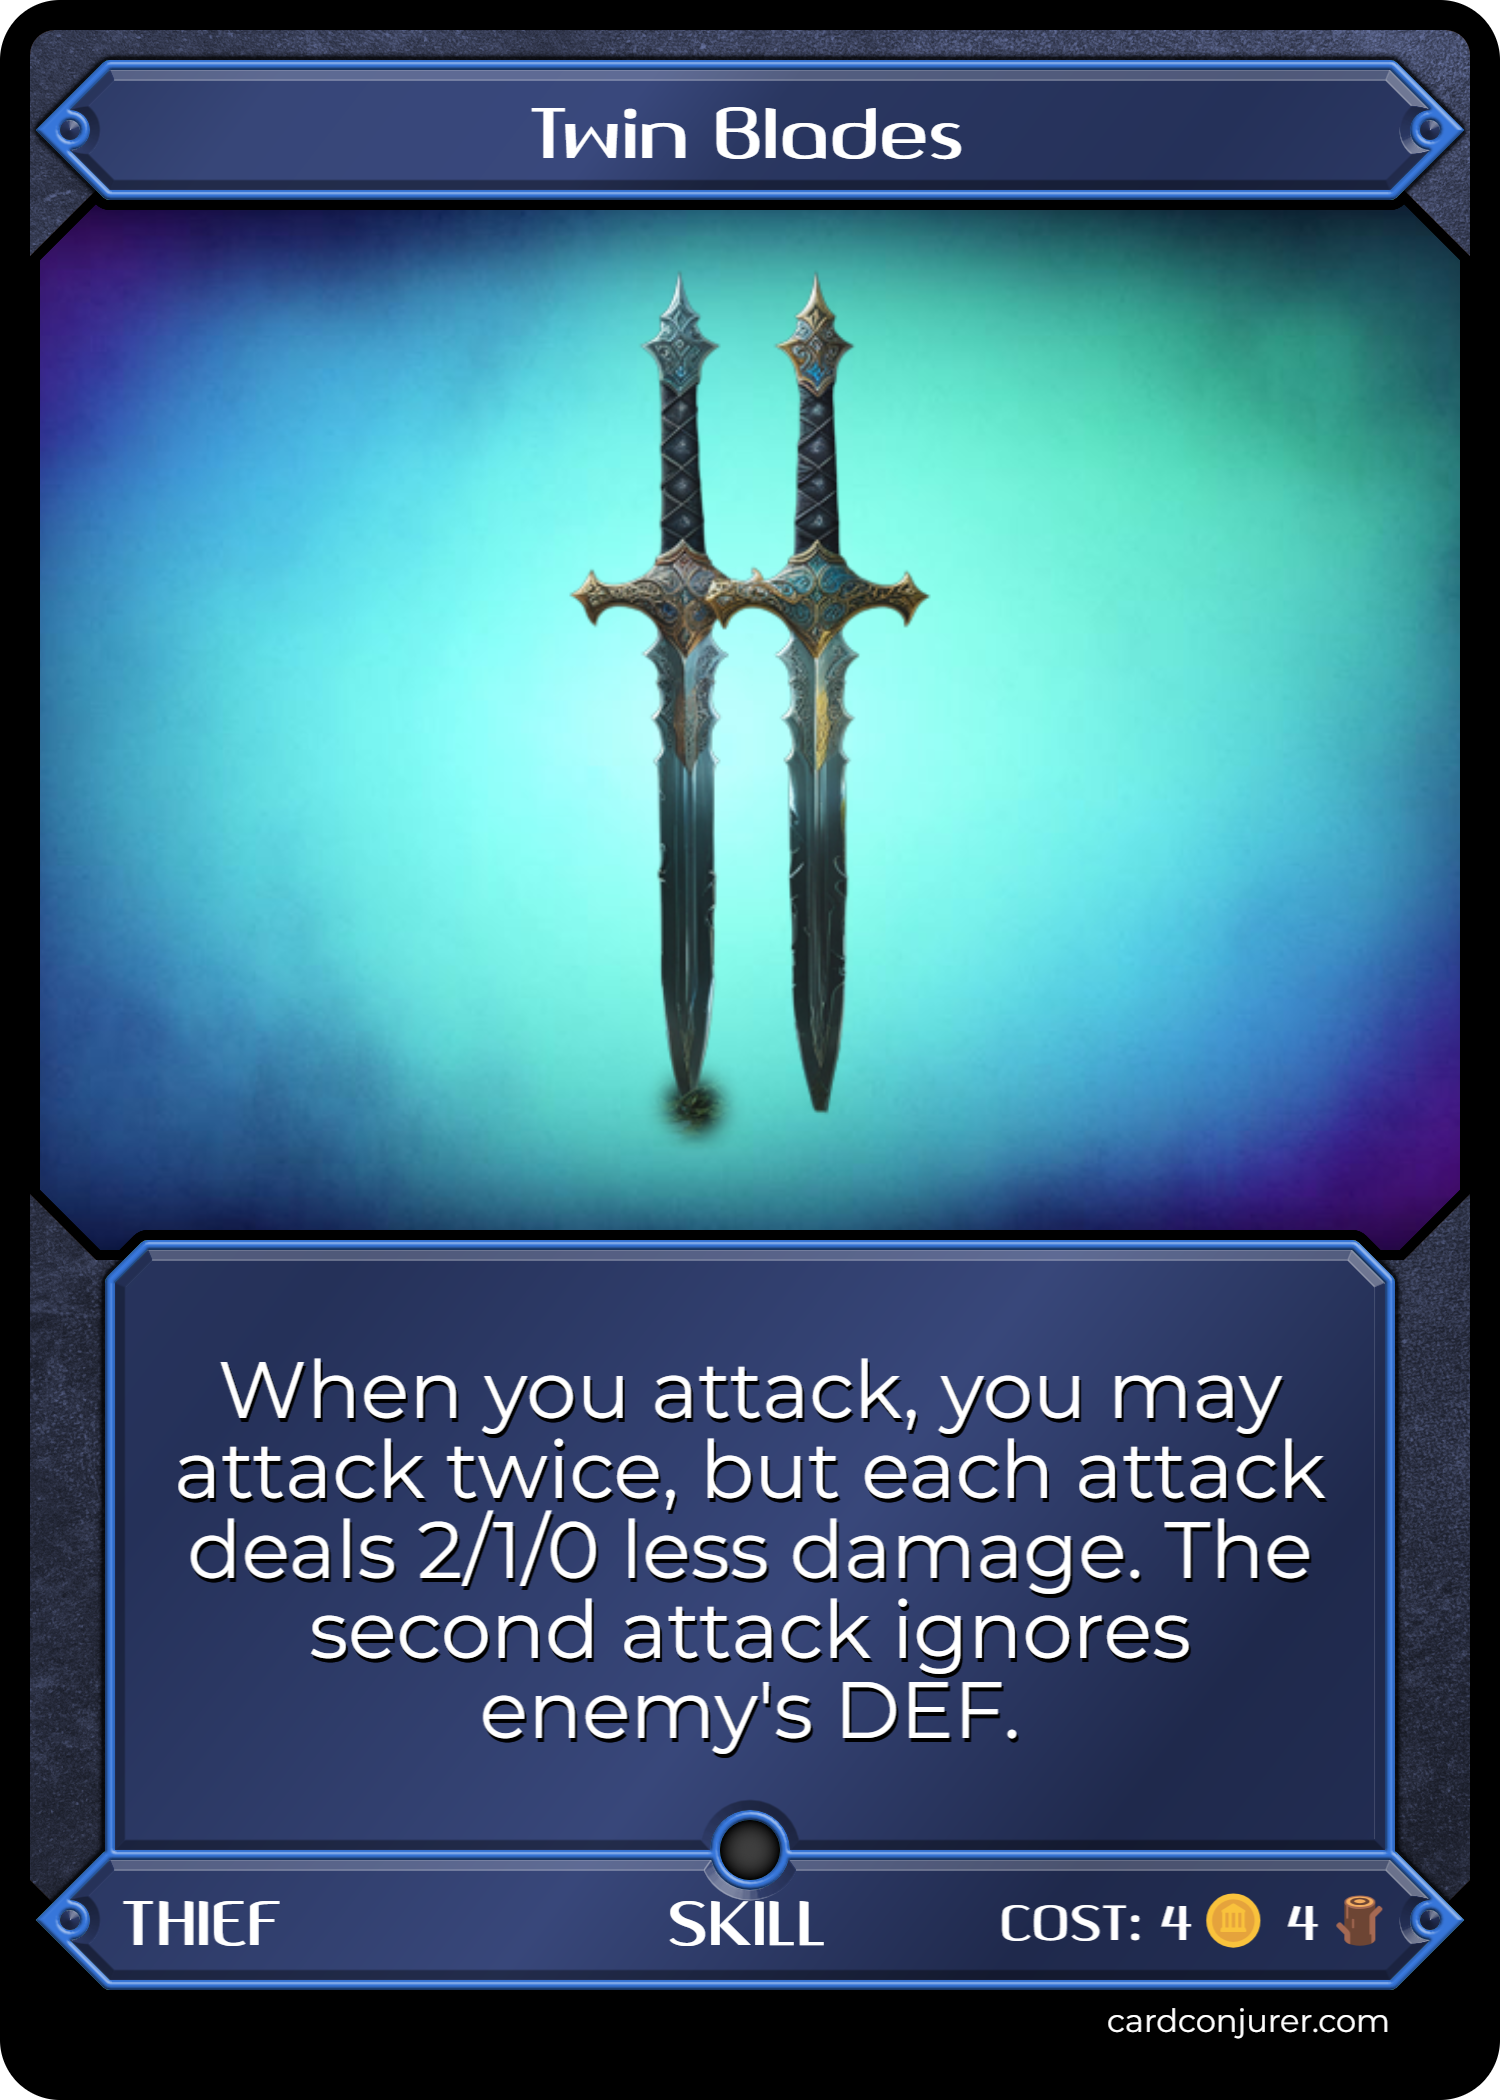 Twin Blades
When you attack, you may
attack twice, but each attack
deals 2/1/0 less damage. The
second attack ignores
enemy's DEF.
THIEF SKILL COST: 4 4
cardconjurer.com